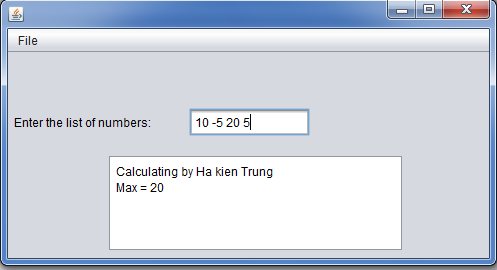 File
Enter the list of numbers:
10 -5 20 5
Calculating by Ha kien Trung
Max = 20